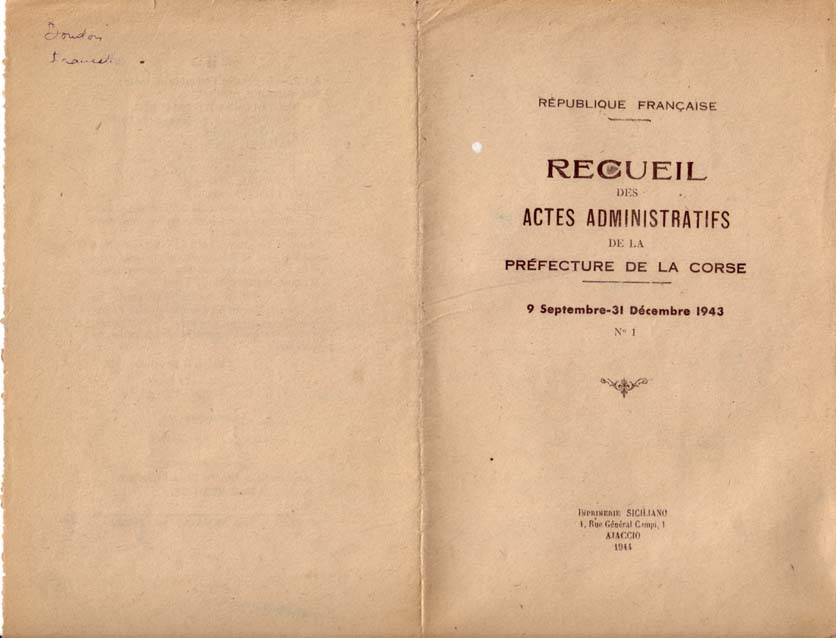 RÉPUBLIQUE FRANÇAISE
RECUEIL
DES
ACTES ADMINISTRATIFS
DE LA
PRÉFECTURE DE LA CORSE
9 Septembre-31 Décembre 1943
N° 1
IMPRIMERIE SICILIANO
1, Rue Général Campi, 1
AJACCIO
1944